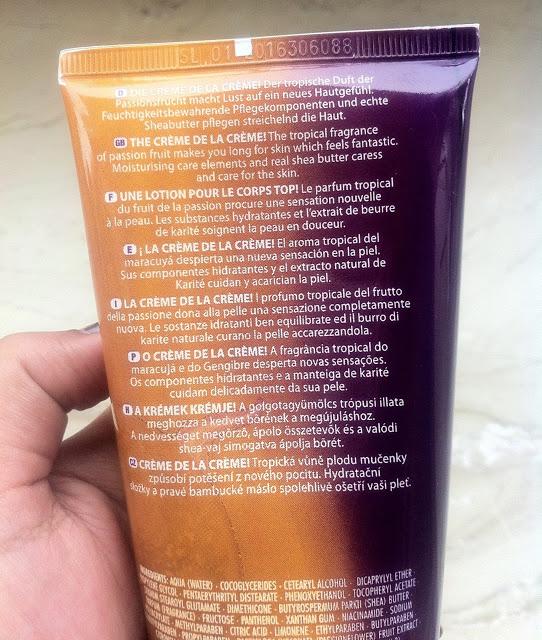 SL 01 2016306088
D DIE CRÈME DE LA CRÈME! Der tropische Duft der
Passionsfrucht macht Lust auf ein neues Hautgefühl.
Feuchtigkeitsbewahrende Pflegekomponenten und echte
Sheabutter pflegen streichelnd die Haut.
GB THE CRÈME DE LA CRÈME! The tropical fragrance
of passion fruit makes you long for skin which feels fantastic.
Moisturising care elements and real shea butter caress
and care for the skin.
F UNE LOTION POUR LE CORPS TOP! Le parfum tropical
du fruit de la passion procure une sensation nouvelle
à la peau. Les substances hydratantes et l'extrait de beurre
de karité soignent la peau en douceur.
E ¡ LA CRÈME DE LA CRÈME! El aroma tropical del
maracuyá despierta una nueva sensación en la piel.
Sus componentes hidratantes y el extracto natural de
Karité cuidan y acarician la piel.
I LA CRÈME DE LA CRÈME! I profumo tropicale del frutto
della passione dona alla pelle una sensazione completamente
nuova. Le sostanze idratanti ben equilibrate ed il burro di
karite naturale curano la pelle accarezzandola.
P O CRÈME DE LA CRÈME! A fragrância tropical do
maracujá e do Gengibre desperta novas sensações.
Os componentes hidratantes e a manteiga de karité
cuidam delicadamente da sua pele.
H A KRÉMEK KRÉMJE! A golgotagyümölcs trópusi illata
meghozza a kedvet bőrének a megújuláshoz.
A nedvességet megőrző, ápoló összetevők és a valódi
shea-vaj simogatva ápolja bőrét.
CZ CRÈME DE LA CRÈME! Tropická vůně plodu mučenky
způsobí potěšení z nového pocitu. Hydratační
složky a pravé bambucké máslo spolehlivě ošetří vaši pleť.
INGREDIENTS: AQUA (WATER) · COCOGLYCERIDES · CETEARYL ALCOHOL · DICAPRYLYL ETHER ·
GLYCOL · PENTAERYTHRITYL DISTEARATE · PHENOXYETHANOL · TOCOPHERYL ACETATE
STEAROYL GLUTAMATE · DIMETHICONE · BUTYROSPERMUM PARKII (SHEA) BUTTER ·
(FRAGRANCE) · FRUCTOSE · PANTHENOL · XANTHAN GUM · NIACINAMIDE · SODIUM
· METHYLPARABEN · CITRIC ACID · LIMONENE · ETHYLPARABEN · BUTYLPARABEN ·
FRUIT EXTRACT ·